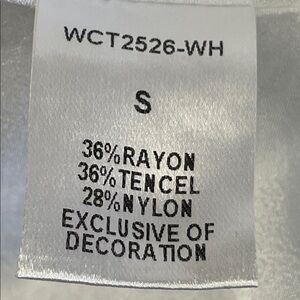 WCT2526-WH
S
36%RAYON
36%TENCEL
28%NYLON
EXCLUSIVE OF
DECORATION